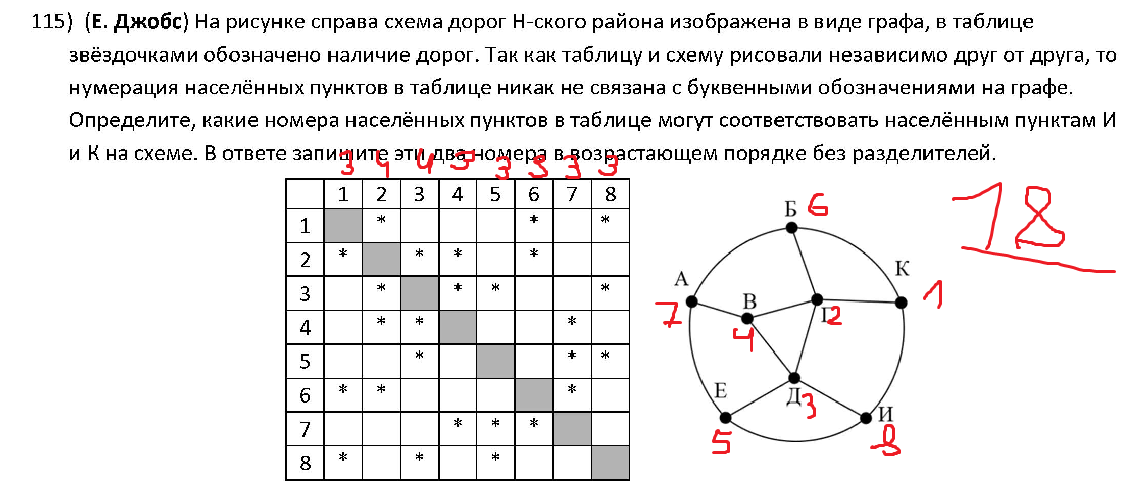 115) (Е. Джобс) На рисунке справа схема дорог Н-ского района изображена в виде графа, в таблице
звёздочками обозначено наличие дорог. Так как таблицу и схему рисовали независимо друг от друга, то
нумерация населённых пунктов в таблице никак не связана с буквенными обозначениями на графе.
Определите, какие номера населённых пунктов в таблице могут соответствовать населённым пунктам И
и К на схеме. В ответе запишите эти два номера в возрастающем порядке без разделителей.
3 4 4 3 3 3 3 3
1 2 3 4 5 6 7 8
1 * * *
2 * * * *
3 * * * *
4 * * *
5 * * *
6 * * *
7 * * *
8 * * *
Б 6
К 1
А 7
В 4
Г 2
Е 5
Д 3
И 8
18